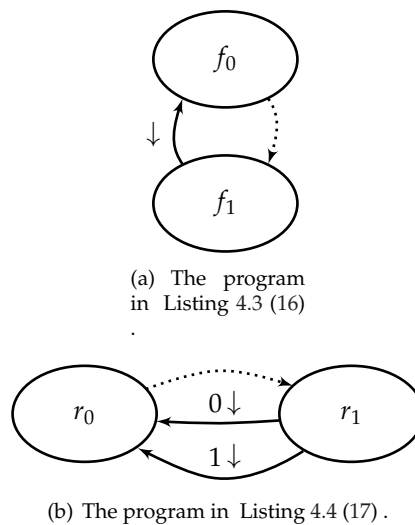 f₀
↓
f₁
(a) The program
in Listing 4.3 (16)
.
0 ↓
r₀
r₁
1 ↓
(b) The program in Listing 4.4 (17) .